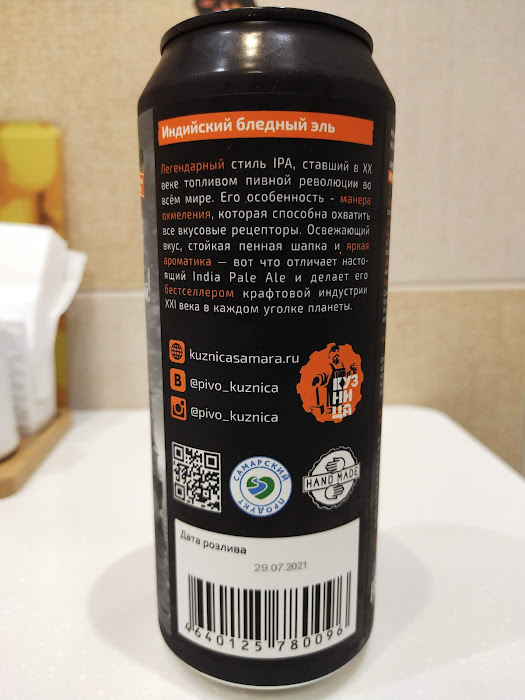 Индийский бледный эль
Легендарный стиль IPA, ставший в XX
веке топливом пивной революции во
всём мире. Его особенность - манера
охмеления, которая способна охватить
все вкусовые рецепторы. Освежающий
вкус, стойкая пенная шапка и яркая
ароматика — вот что отличает насто-
ящий India Pale Ale и делает его
бестселлером крафтовой индустрии
XXI века в каждом уголке планеты.
kuznicasamara.ru
@pivo_kuznica
@pivo_kuznica
КУЗ
НИ
ЦА
САМАРСКИЙ
ПРОДУКТ
HAND MADE
Дата розлива
29.07.2021
4640125 780096